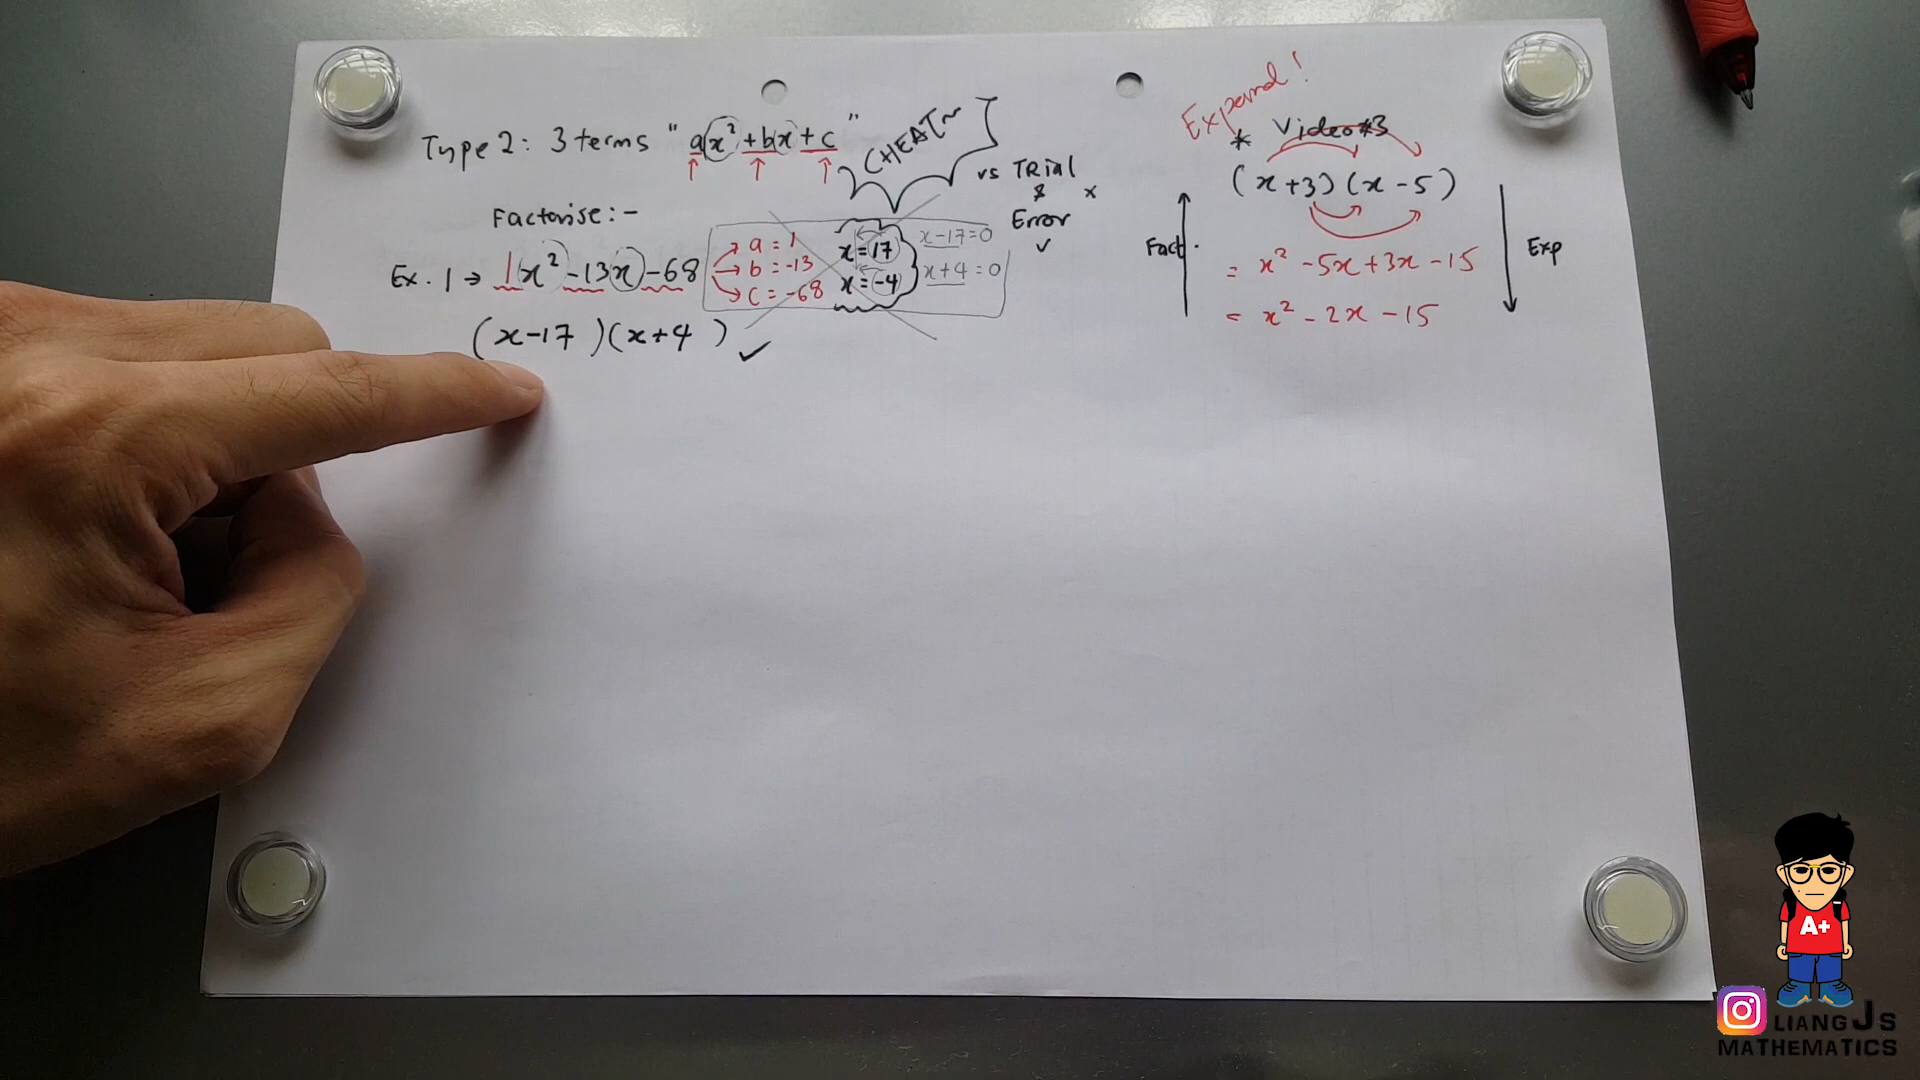 Type 2: 3 terms "ax² + bx + c"
CHEAT~
vs Trial
&
Error
Factorise:-
Ex. 1 → 1x² -13x -68
a = 1
b = -13
c = -68
x = 17
x = -4
x - 17 = 0
x + 4 = 0
(x - 17)(x + 4) ✓
Expand!
* Video #3
(x + 3)(x - 5)
= x² - 5x + 3x - 15
= x² - 2x - 15
Fact.
Exp
A+
LIANGJS
MATHEMATICS